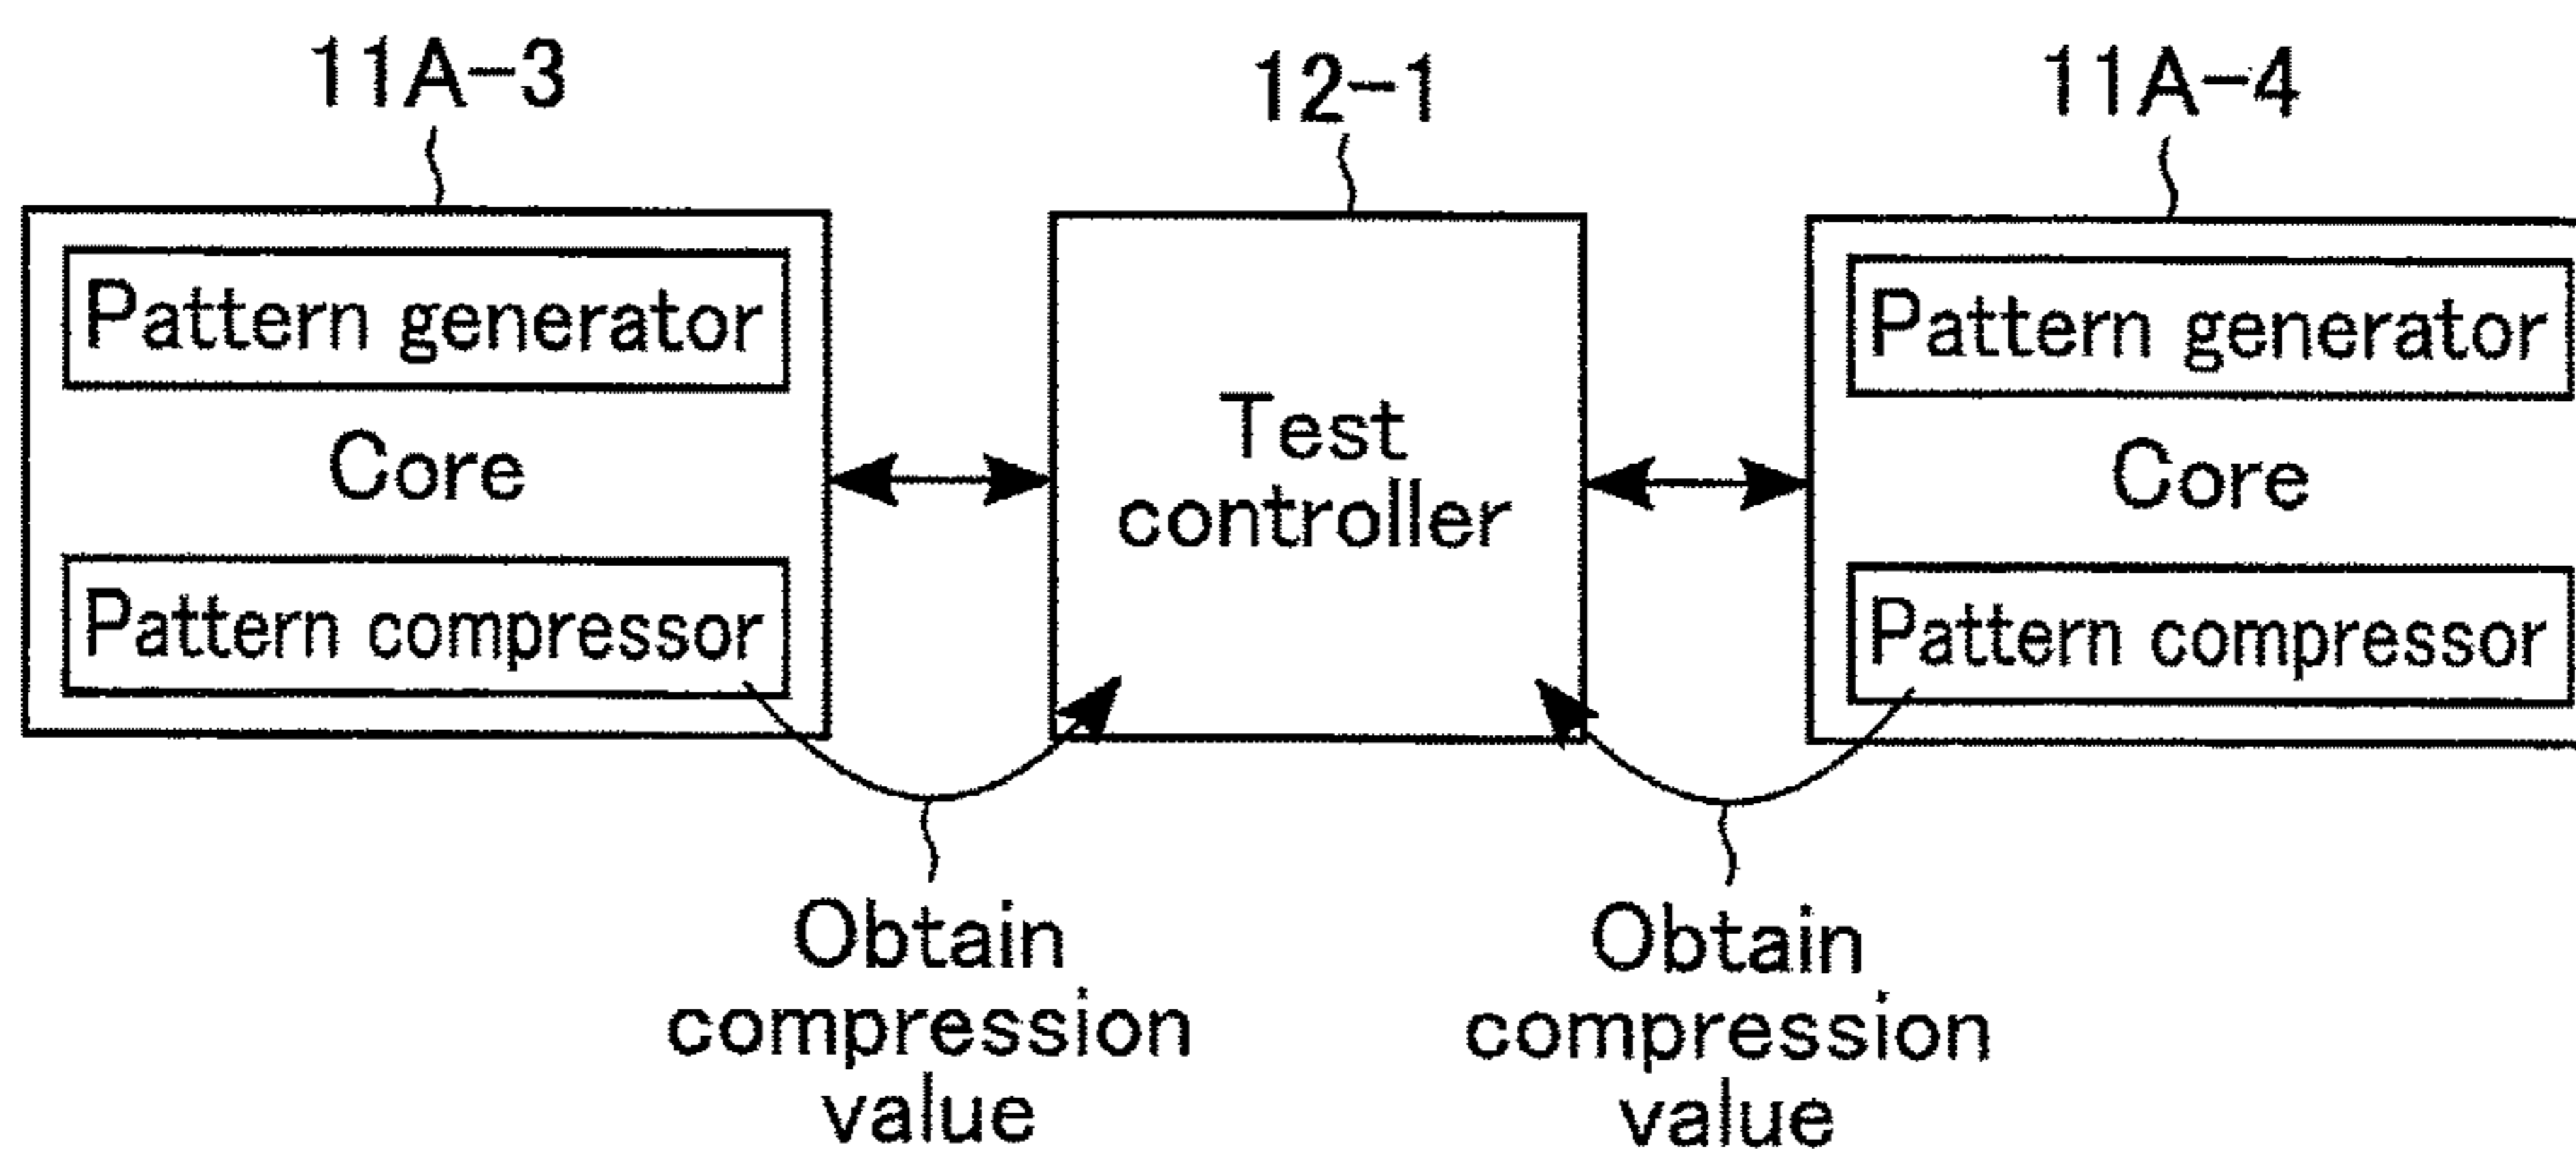 11A-3
12-1
11A-4
Pattern generator
Core
Pattern compressor
Test
controller
Pattern generator
Core
Pattern compressor
Obtain
compression
value
Obtain
compression
value